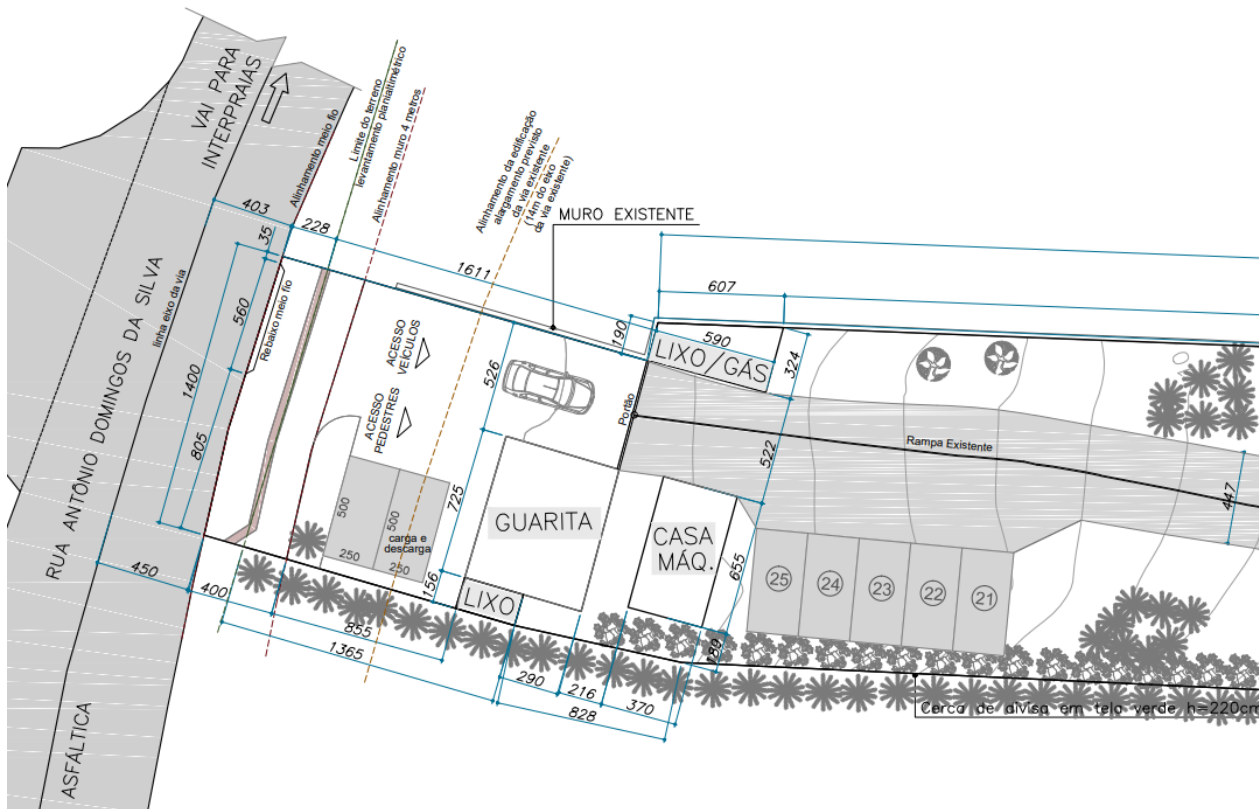 VAI PARA
INTERPRAIAS
RUA ANTÔNIO DOMINGOS DA SILVA
ASFÁLTICA
linha eixo da via
Alinhamento meio fio
Rebaixo meio fio
Limite do terreno
levantamento planialtimétrico
Alinhamento muro 4 metros
Alinhamento da edificação
alargamento previsto
da via existente
(14m do eixo
da via existente)
MURO EXISTENTE
403
228
35
560
1400
805
1611
607
190
590
LIXO/GÁS
324
ACESSO
VEÍCULOS
ACESSO
PEDESTRES
526
Portão
Rampa Existente
522
447
725
GUARITA
CASA
MÁQ.
655
500
500
carga e
descarga
250
250
156
LIXO
25
24
23
22
21
450
400
855
1365
290
216
370
828
189
Cerca de divisa em tela verde h=220cm